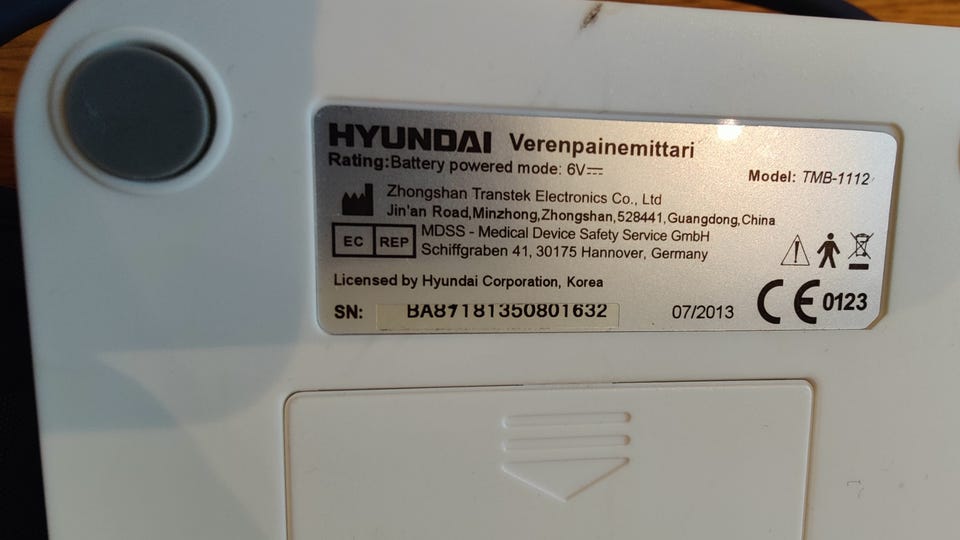 HYUNDAI Verenpainemittari
Rating:Battery powered mode: 6V
Model: TMB-1112
Zhongshan Transtek Electronics Co., Ltd
Jin'an Road,Minzhong,Zhongshan,528441,Guangdong,China
EC REP
MDSS - Medical Device Safety Service GmbH
Schiffgraben 41, 30175 Hannover, Germany
Licensed by Hyundai Corporation, Korea
SN: BA87181350801632
07/2013
CE 0123